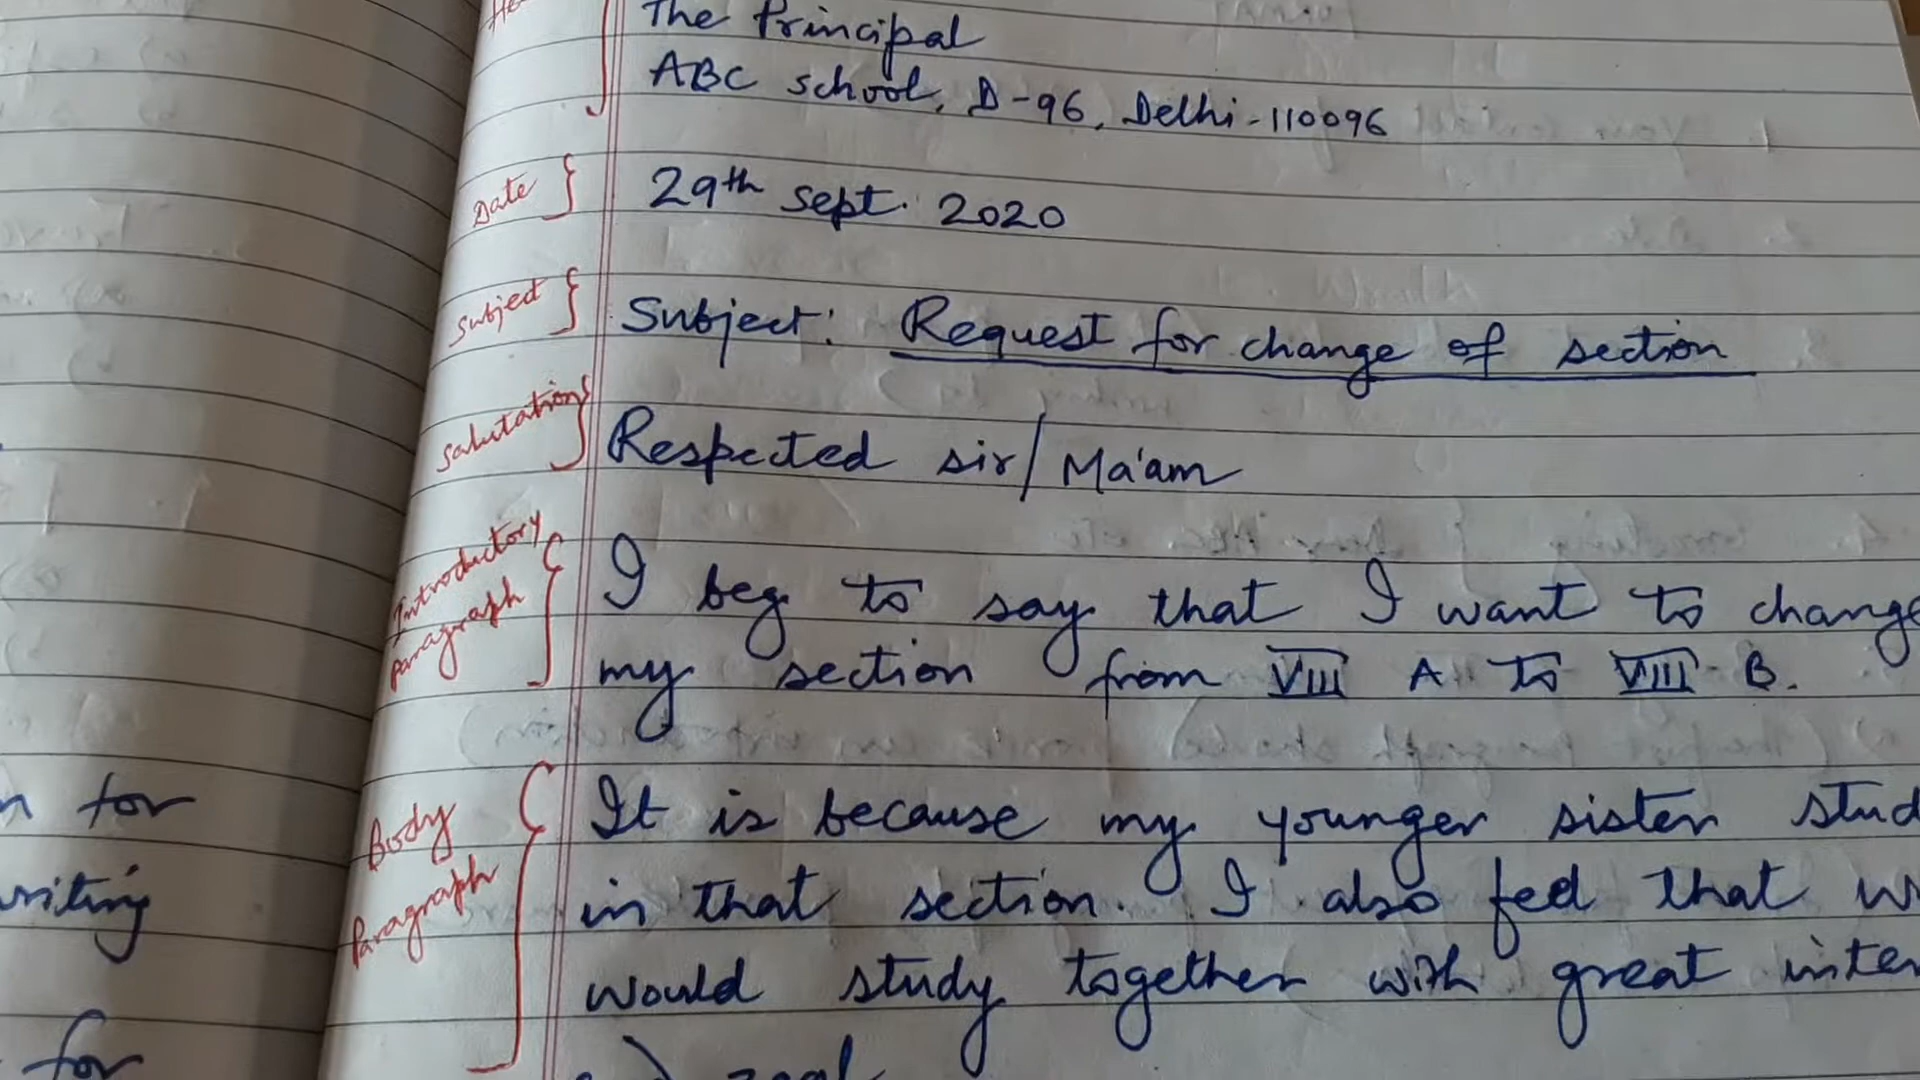 The Principal
ABC school, D-96, Delhi-110096
Date
29th sept. 2020
Subject
Subject: Request for change of section
Salutation
Respected sir/Ma'am
Introductory
paragraph
I beg to say that I want to change
my section from VIII A to VIII B.
Body
Paragraph
It is because my younger sister stud
in that section. I also feel that w
would study together with great inter
zeal
for
writing
for